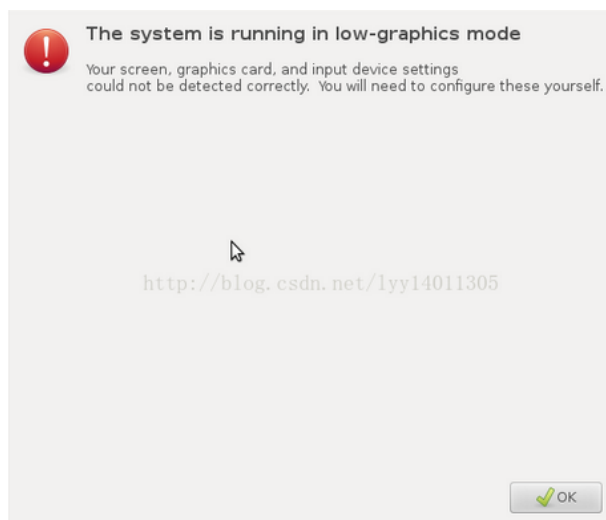 The system is running in low-graphics mode
Your screen, graphics card, and input device settings
could not be detected correctly.  You will need to configure these yourself.
http://blog.csdn.net/lyy14011305
OK